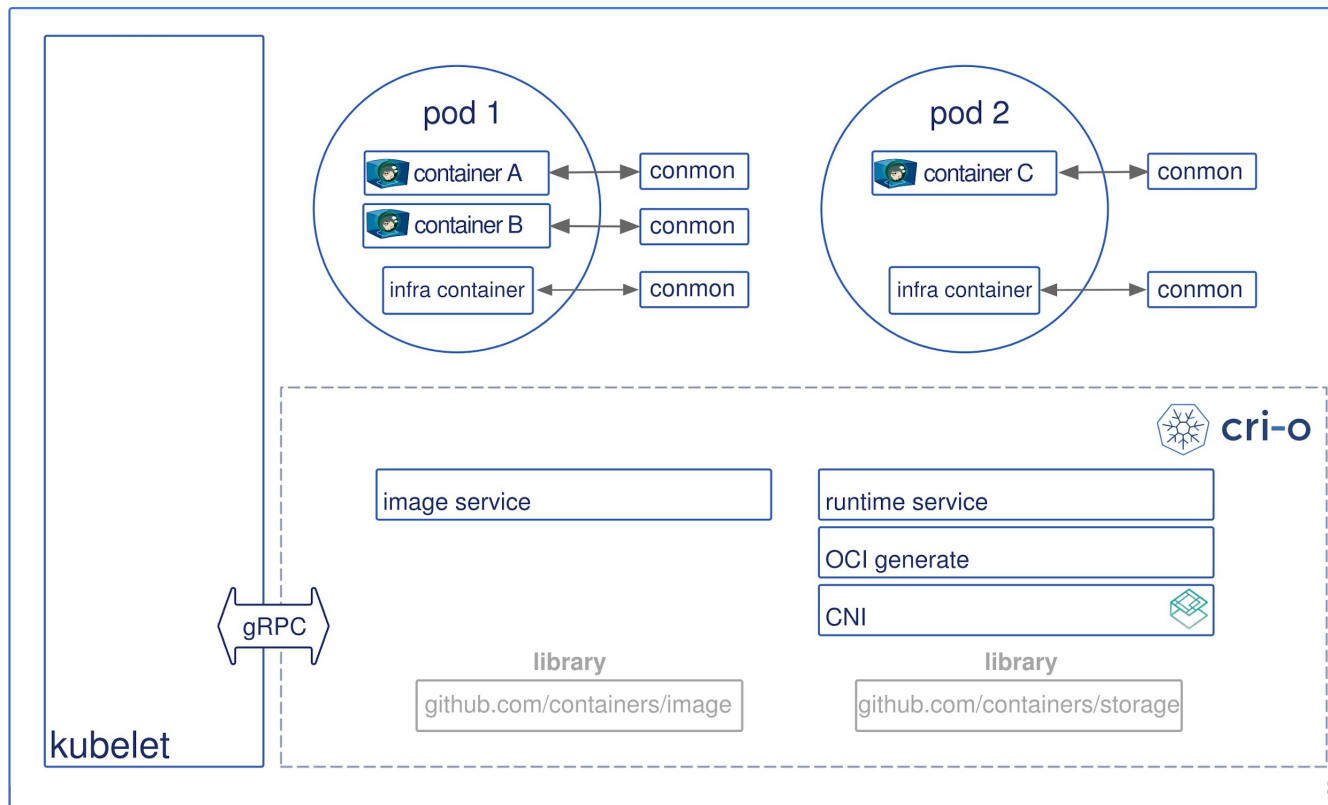 pod 1
container A
conmon
container B
conmon
infra container
conmon
pod 2
container C
conmon
infra container
conmon
cri-o
image service
runtime service
OCI generate
CNI
gRPC
library
github.com/containers/image
library
github.com/containers/storage
kubelet